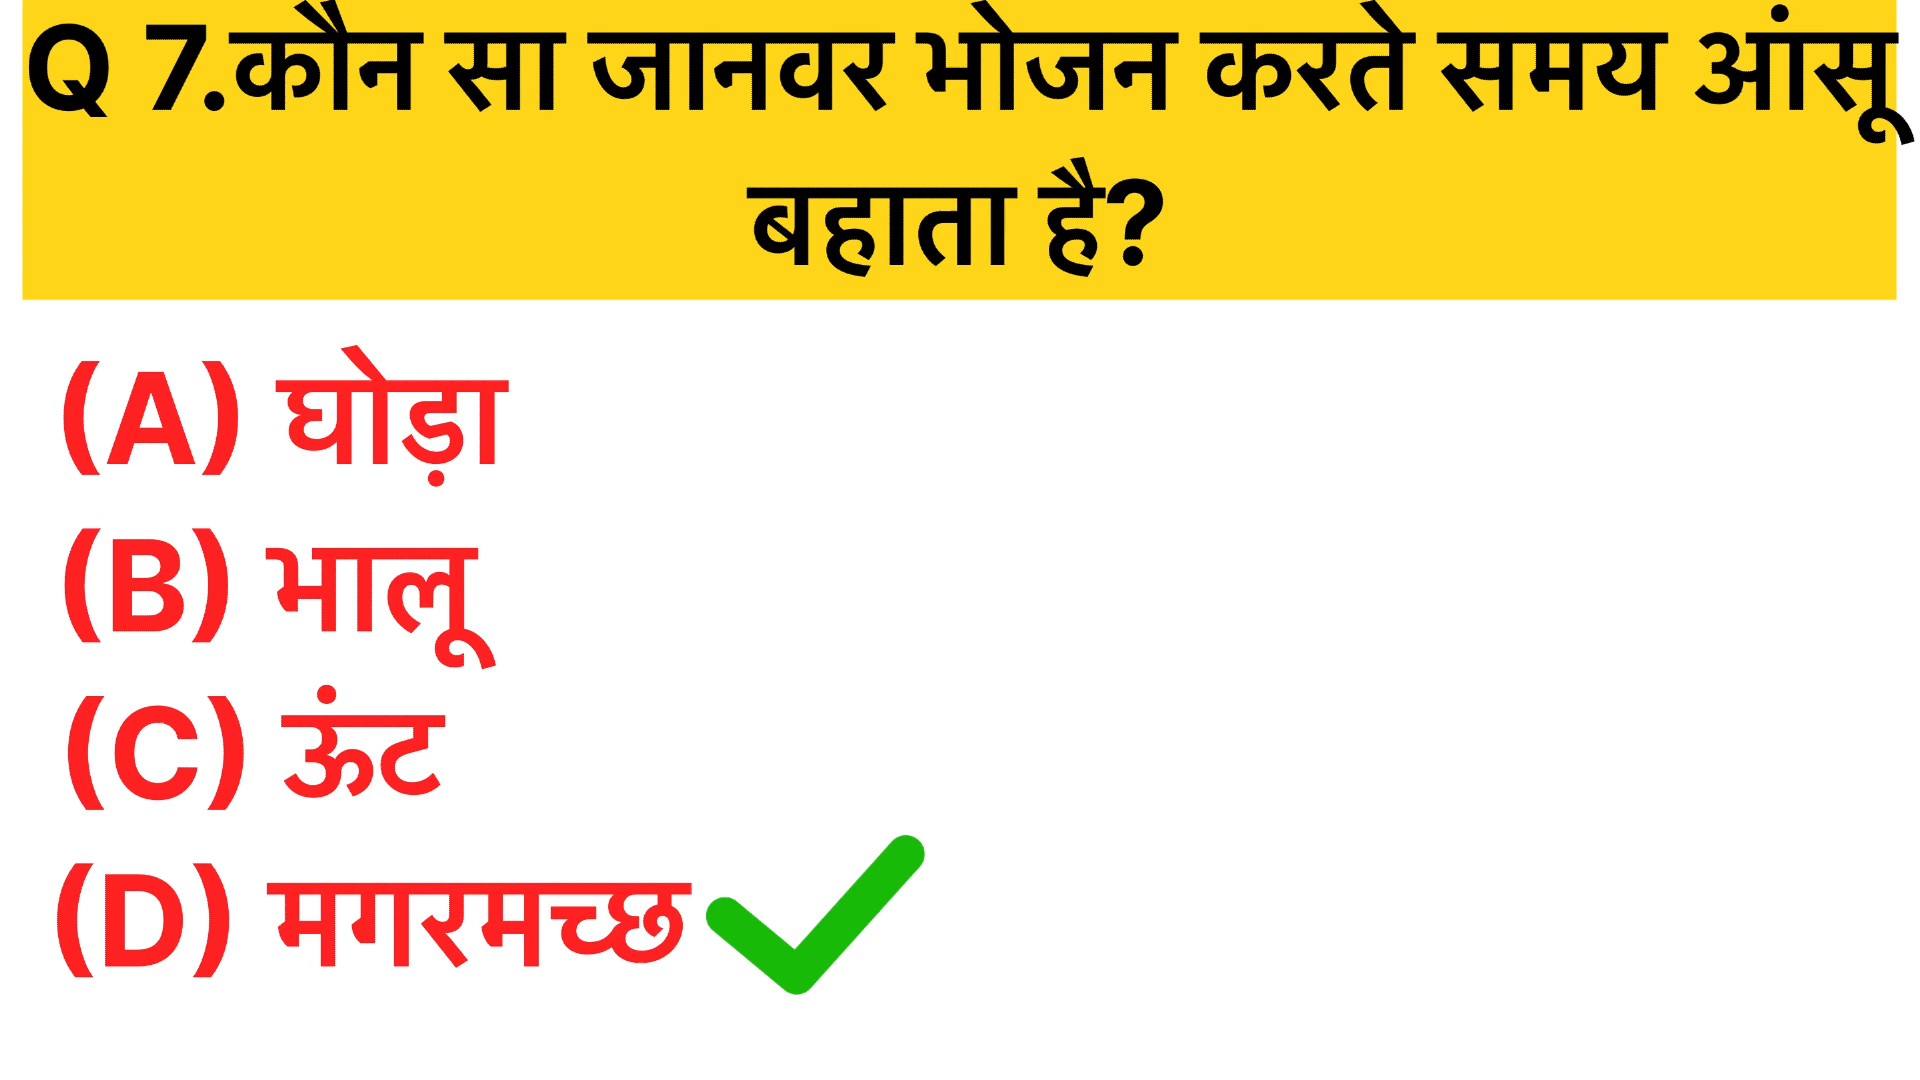 Q 7.कौन सा जानवर भोजन करते समय आंसू
बहाता है?
(A) घोड़ा
(B) भालू
(C) ऊंट
(D) मगरमच्छ